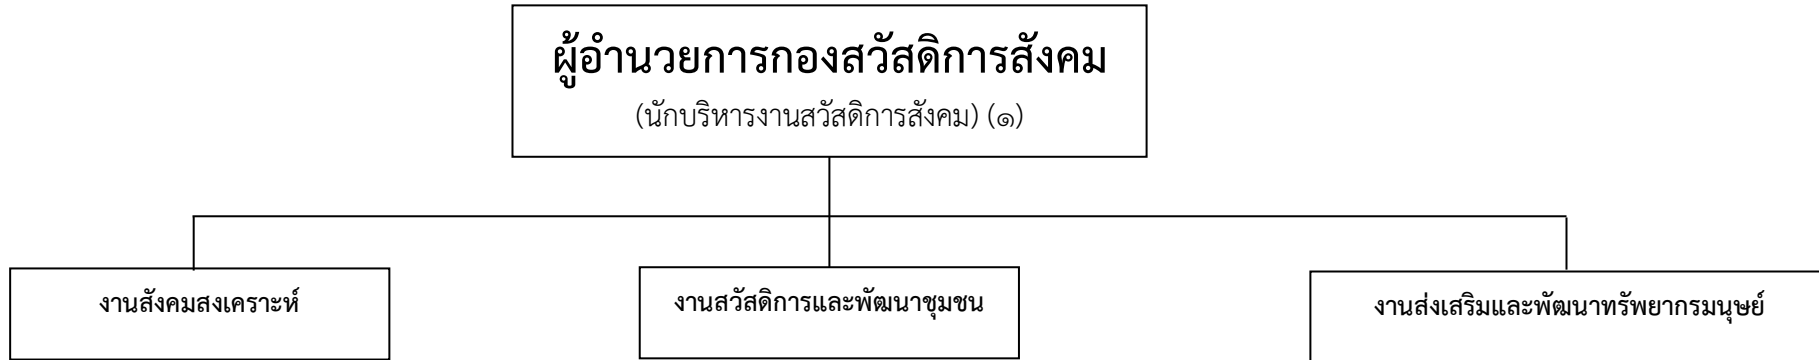 ผู้อำนวยการกองสวัสดิการสังคม
(นักบริหารงานสวัสดิการสังคม) (๑)
งานสังคมสงเคราะห์
งานสวัสดิการและพัฒนาชุมชน
งานส่งเสริมและพัฒนาทรัพยากรมนุษย์